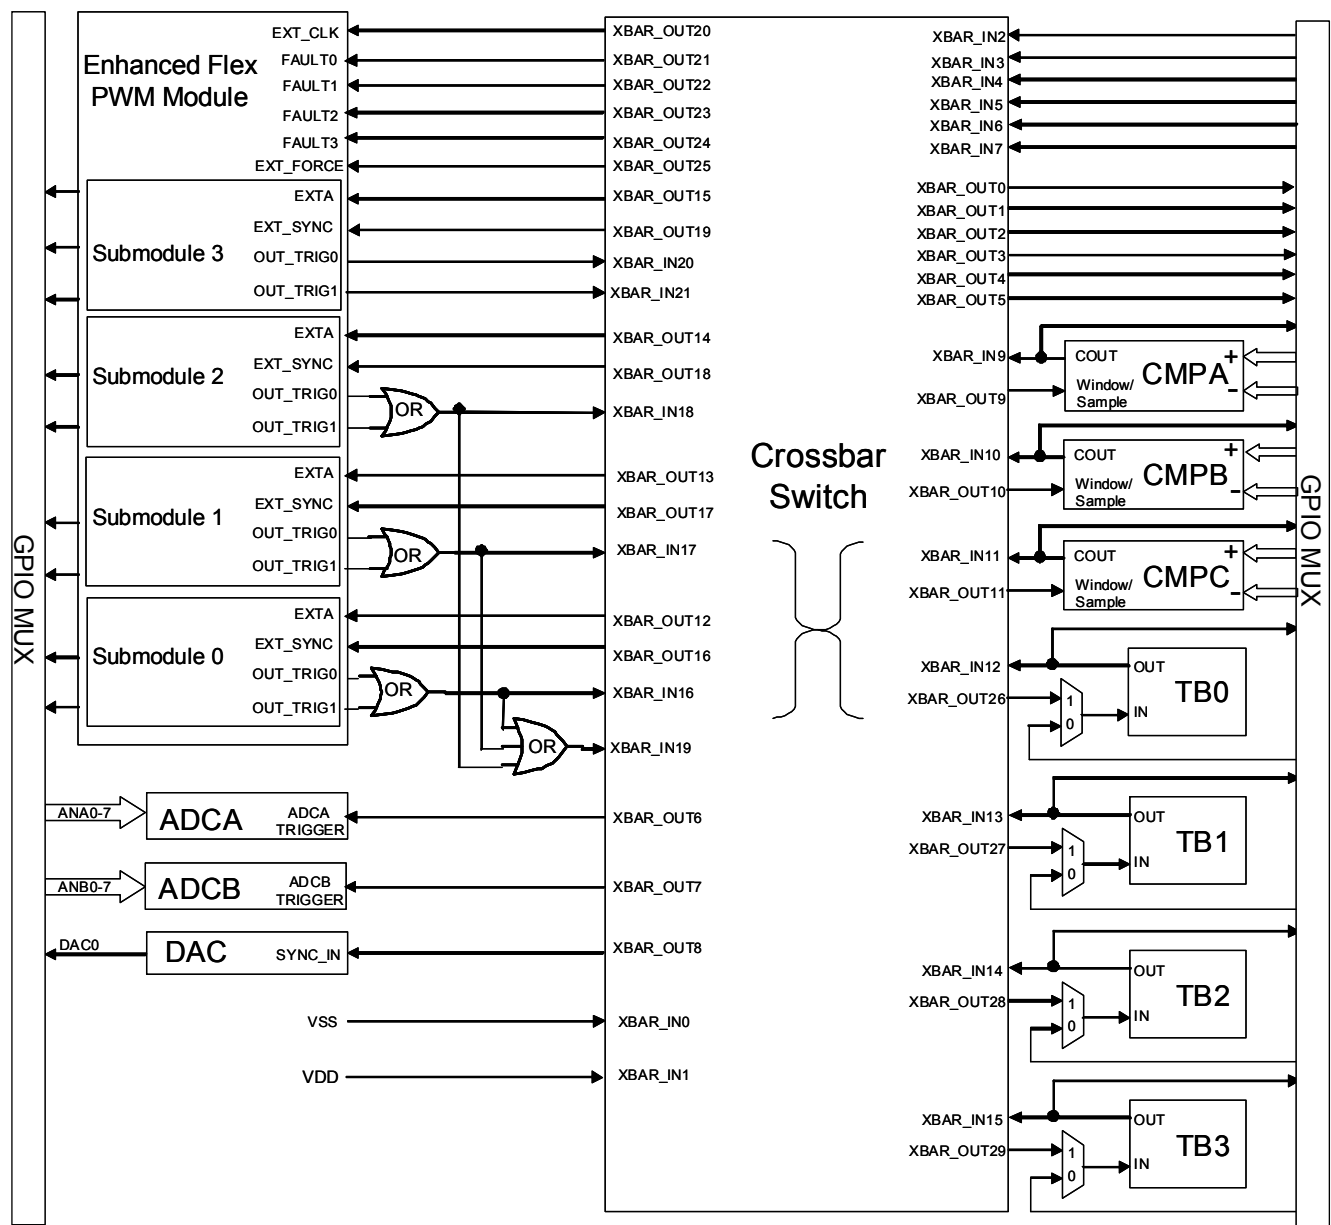 GPIO MUX
Enhanced Flex
PWM Module
EXT_CLK
FAULT0
FAULT1
FAULT2
FAULT3
EXT_FORCE
Submodule 3
EXTA
EXT_SYNC
OUT_TRIG0
OUT_TRIG1
Submodule 2
EXTA
EXT_SYNC
OUT_TRIG0
OUT_TRIG1
OR
Submodule 1
EXTA
EXT_SYNC
OUT_TRIG0
OUT_TRIG1
OR
Submodule 0
EXTA
EXT_SYNC
OUT_TRIG0
OUT_TRIG1
OR
OR
ANA0-7
ADCA
ADCA
TRIGGER
ANB0-7
ADCB
ADCB
TRIGGER
DAC0
DAC
SYNC_IN
VSS
VDD
XBAR_OUT20
XBAR_OUT21
XBAR_OUT22
XBAR_OUT23
XBAR_OUT24
XBAR_OUT25
XBAR_OUT15
XBAR_OUT19
XBAR_IN20
XBAR_IN21
XBAR_OUT14
XBAR_OUT18
XBAR_IN18
XBAR_OUT13
XBAR_OUT17
XBAR_IN17
XBAR_OUT12
XBAR_OUT16
XBAR_IN16
XBAR_IN19
XBAR_OUT6
XBAR_OUT7
XBAR_OUT8
XBAR_IN0
XBAR_IN1
Crossbar
Switch
XBAR_IN2
XBAR_IN3
XBAR_IN4
XBAR_IN5
XBAR_IN6
XBAR_IN7
XBAR_OUT0
XBAR_OUT1
XBAR_OUT2
XBAR_OUT3
XBAR_OUT4
XBAR_OUT5
XBAR_IN9
XBAR_OUT9
XBAR_IN10
XBAR_OUT10
XBAR_IN11
XBAR_OUT11
XBAR_IN12
XBAR_OUT26
XBAR_IN13
XBAR_OUT27
XBAR_IN14
XBAR_OUT28
XBAR_IN15
XBAR_OUT29
COUT
CMPA
+
-
Window/
Sample
COUT
CMPB
+
-
Window/
Sample
COUT
CMPC
+
-
Window/
Sample
OUT
TB0
1
0
IN
OUT
TB1
1
0
IN
OUT
TB2
1
0
IN
OUT
TB3
1
0
IN
GPIO MUX